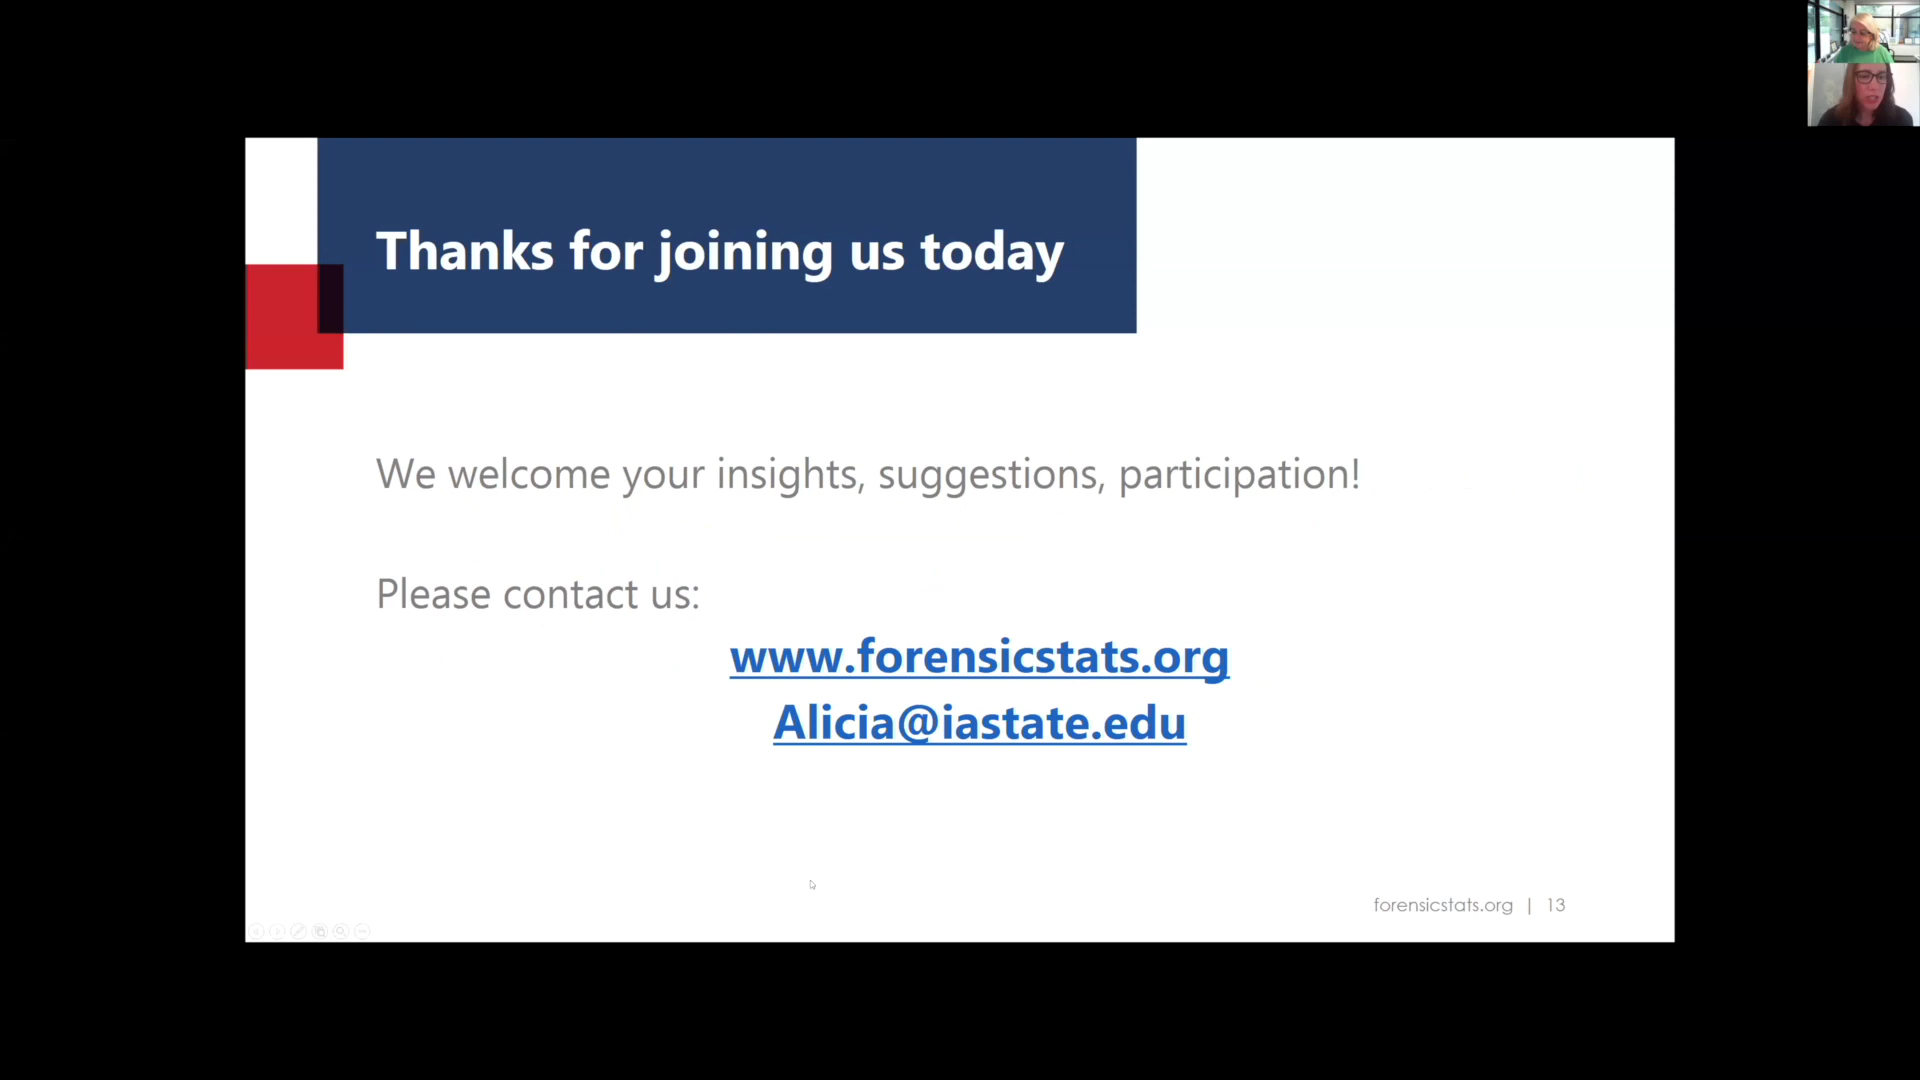 Thanks for joining us today
We welcome your insights, suggestions, participation!
Please contact us:
www.forensicstats.org
Alicia@iastate.edu
forensicstats.org | 13